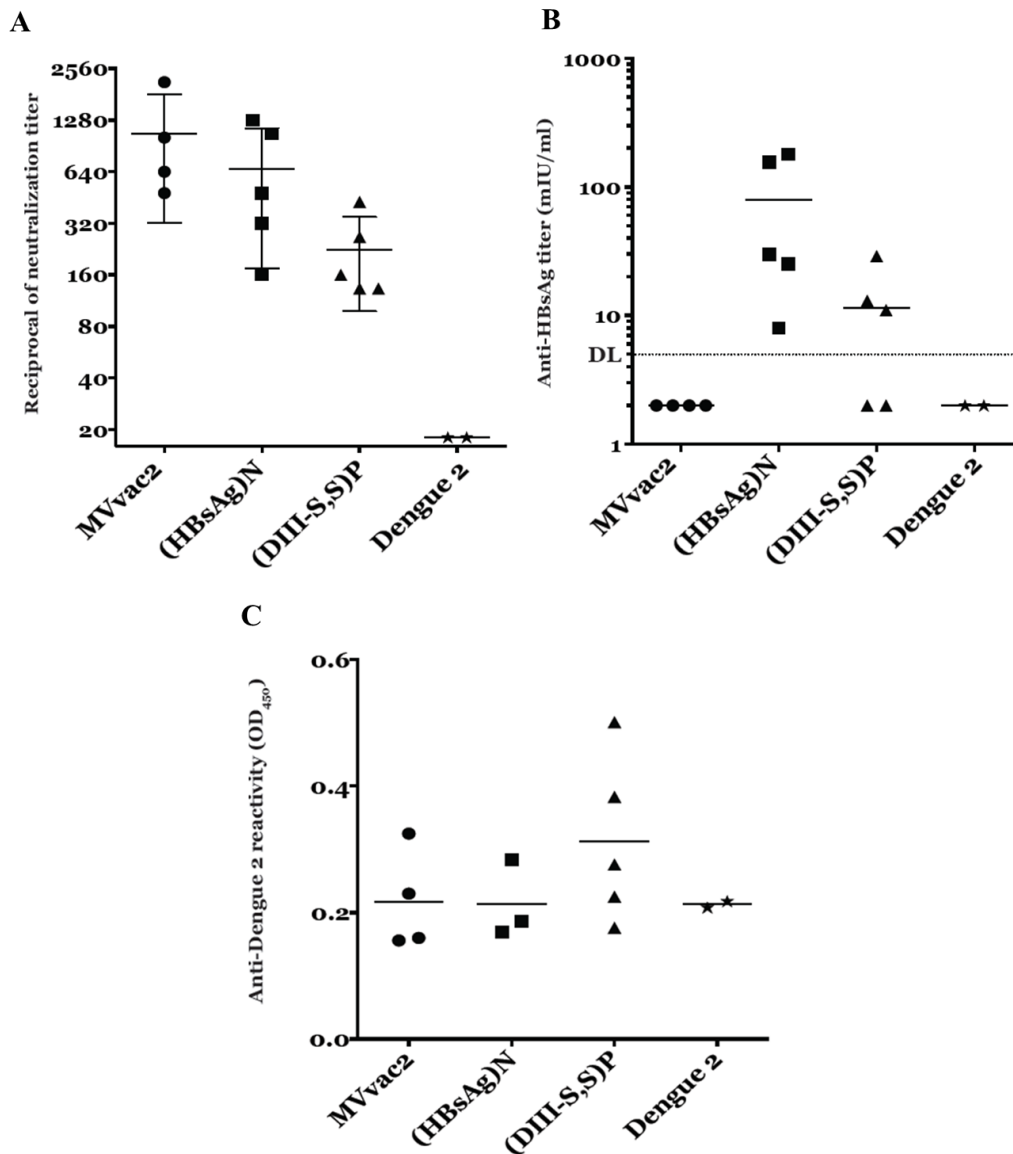 A
Reciprocal of neutralization titer
2560
1280
640
320
160
80
40
20
MVvac2
(HBsAg)N
(DIII-S,S)P
Dengue 2
B
Anti-HBsAg titer (mIU/ml)
1000
100
10
DL
1
MVvac2
(HBsAg)N
(DIII-S,S)P
Dengue 2
C
Anti-Dengue 2 reactivity (OD₄₅₀)
0.6
0.4
0.2
0.0
MVvac2
(HBsAg)N
(DIII-S,S)P
Dengue 2